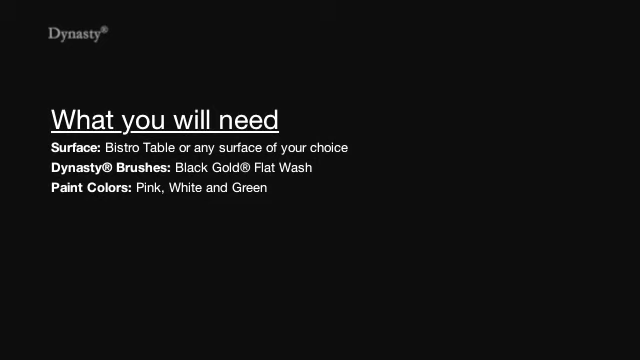 Dynasty®
What you will need
Surface: Bistro Table or any surface of your choice
Dynasty® Brushes: Black Gold® Flat Wash
Paint Colors: Pink, White and Green